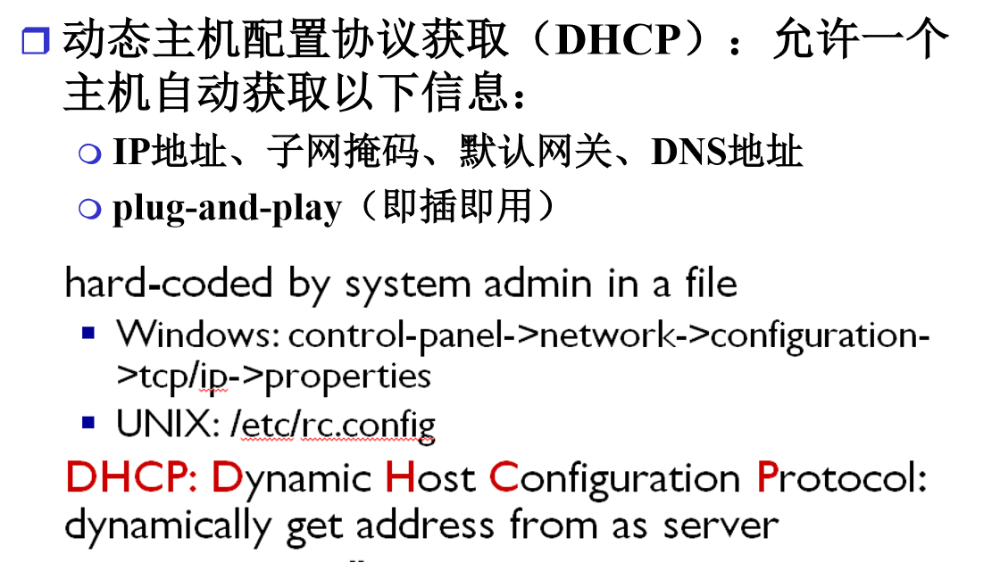 动态主机配置协议获取（DHCP）：允许一个
主机自动获取以下信息：
IP地址、子网掩码、默认网关、DNS地址
plug-and-play（即插即用）
hard-coded by system admin in a file
Windows: control-panel->network->configuration-
>tcp/ip->properties
UNIX: /etc/rc.config
DHCP: Dynamic Host Configuration Protocol:
dynamically get address from as server